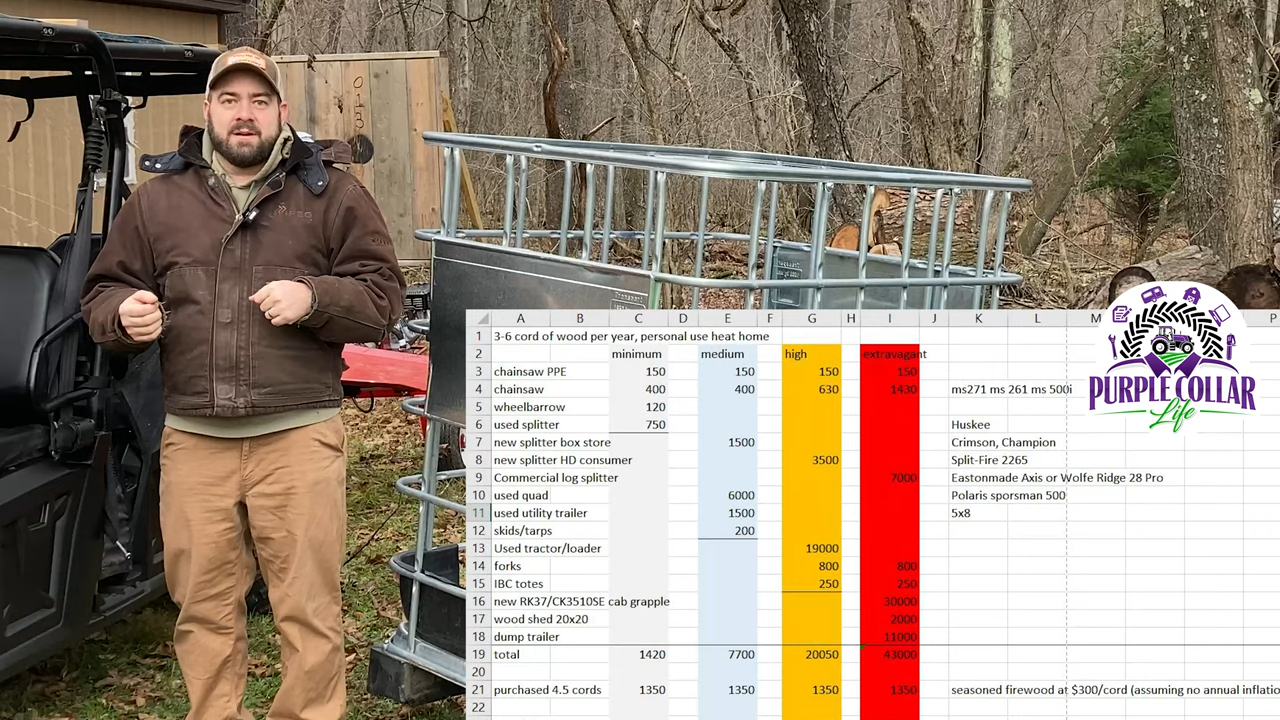 3-6 cord of wood per year, personal use heat home
minimum medium high extravagant
chainsaw PPE 150 150 150 150
chainsaw 400 400 630 1430 ms271 ms 261 ms 500i
wheelbarrow 120
used splitter 750 Huskee
new splitter box store 1500 Crimson, Champion
new splitter HD consumer 3500 Split-Fire 2265
Commercial log splitter 7000 Eastonmade Axis or Wolfe Ridge 28 Pro
used quad 6000 Polaris sporsman 500
used utility trailer 1500 5x8
skids/tarps 200
Used tractor/loader 19000
forks 800 800
IBC totes 250 250
new RK37/CK3510SE cab grapple 30000
wood shed 20x20 2000
dump trailer 11000
total 1420 7700 20050 43000
purchased 4.5 cords 1350 1350 1350 1350 seasoned firewood at $300/cord (assuming no annual inflatio
A B C D E F G H I J K L M P
1
2
3
4
5
6
7
8
9
10
11
12
13
14
15
16
17
18
19
20
21
22
PURPLE COLLAR
Life